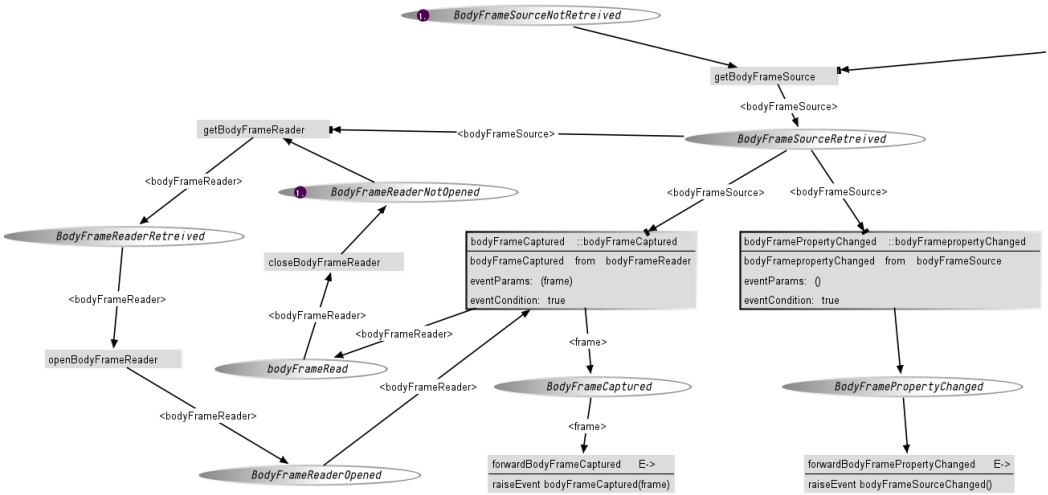 1. BodyFrameSourceNotRetreived
getBodyFrameSource
<bodyFrameSource>
getBodyFrameReader
<bodyFrameSource>
BodyFrameSourceRetreived
<bodyFrameReader>
1. BodyFrameReaderNotOpened
<bodyFrameSource>
<bodyFrameSource>
BodyFrameReaderRetreived
closeBodyFrameReader
bodyFrameCaptured ::bodyFrameCaptured
bodyFrameCaptured from bodyFrameReader
eventParams: (frame)
eventCondition: true
bodyFramePropertyChanged ::bodyFramepropertyChanged
bodyFramepropertyChanged from bodyFrameSource
eventParams: ()
eventCondition: true
<bodyFrameReader>
<bodyFrameReader>
<bodyFrameReader>
<frame>
openBodyFrameReader
bodyFrameRead
<bodyFrameReader>
BodyFrameCaptured
BodyFramePropertyChanged
<bodyFrameReader>
<frame>
BodyFrameReaderOpened
forwardBodyFrameCaptured E->
raiseEvent bodyFrameCaptured(frame)
forwardBodyFramePropertyChanged E->
raiseEvent bodyFrameSourceChanged()